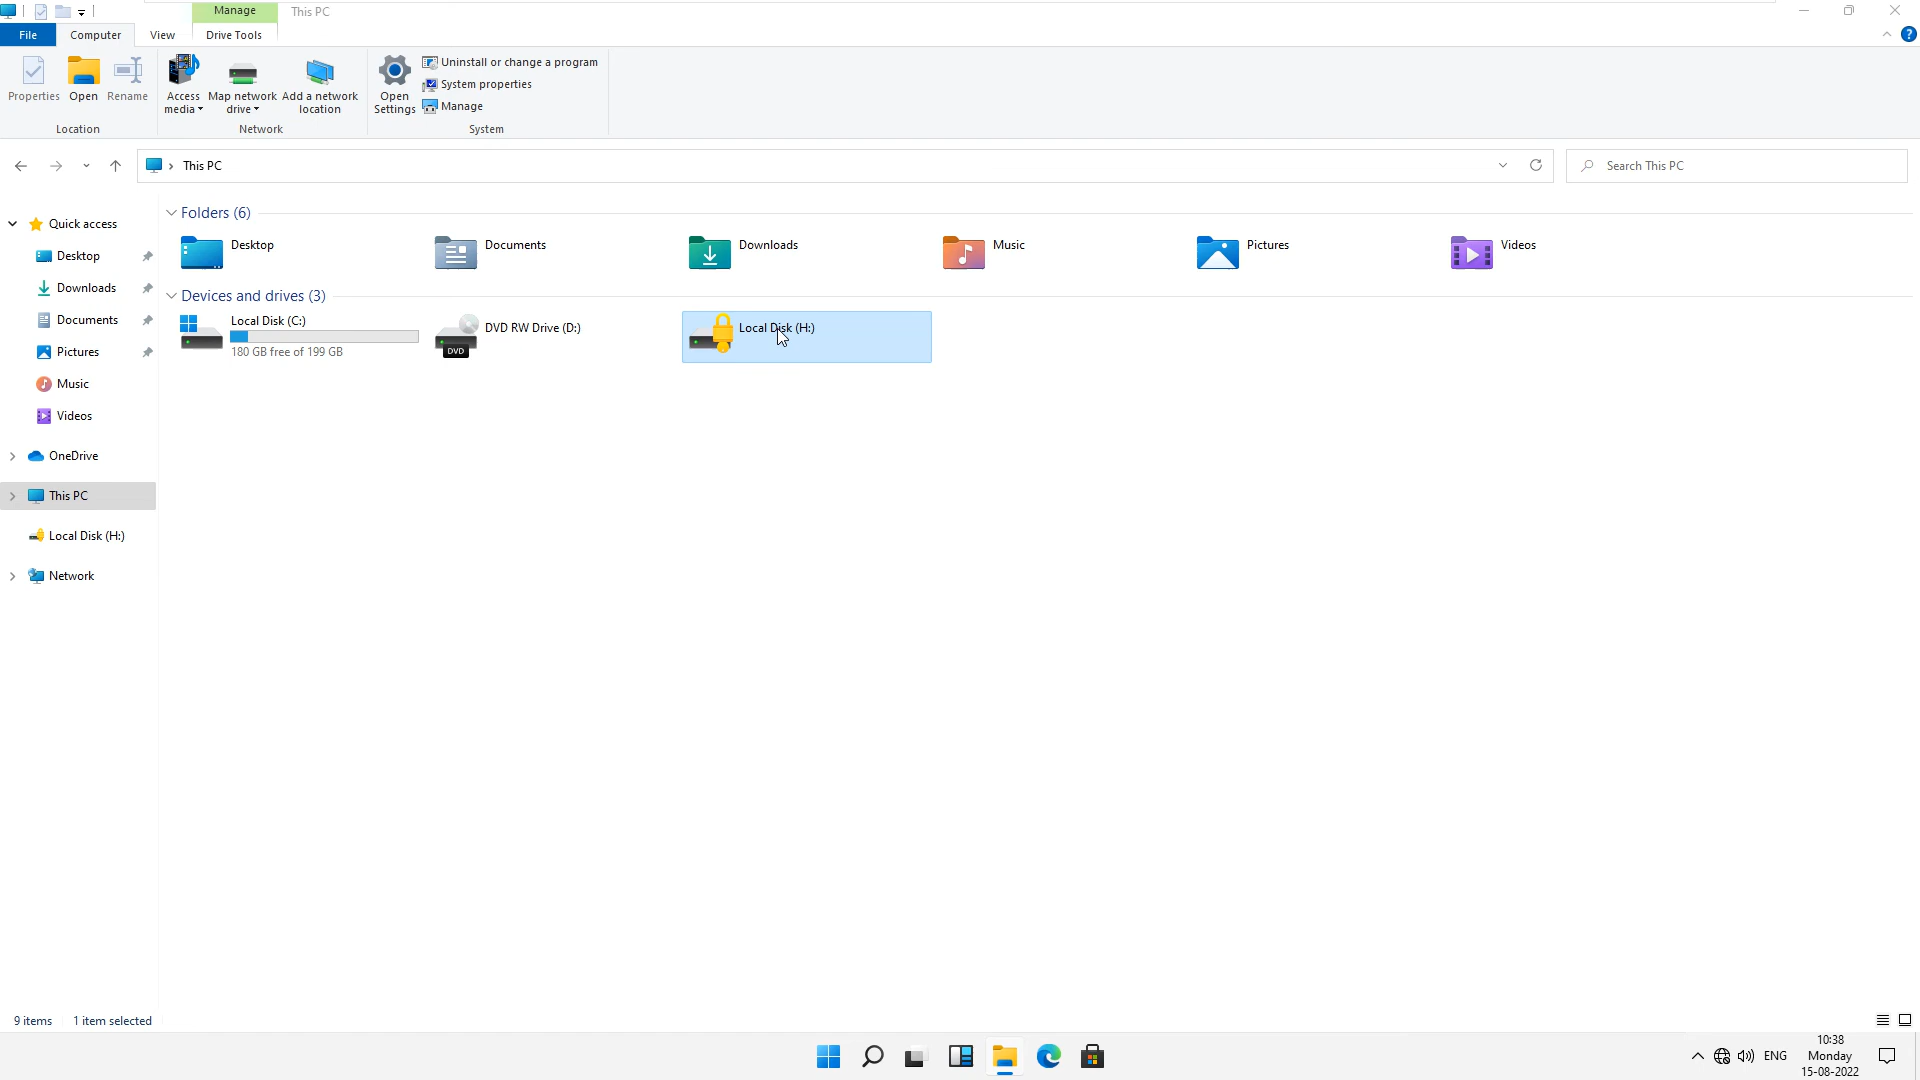 Manage
This PC
File
Computer
View
Drive Tools
Properties
Open
Rename
Access media
Map network drive
Add a network location
Open Settings
Uninstall or change a program
System properties
Manage
Location
Network
System
This PC
Search This PC
Quick access
Desktop
Downloads
Documents
Pictures
Music
Videos
OneDrive
This PC
Local Disk (H:)
Network
Folders (6)
Desktop
Documents
Downloads
Music
Pictures
Videos
Devices and drives (3)
Local Disk (C:)
180 GB free of 199 GB
DVD RW Drive (D:)
DVD
Local Disk (H:)
9 items
1 item selected
ENG
10:38
Monday
15-08-2022